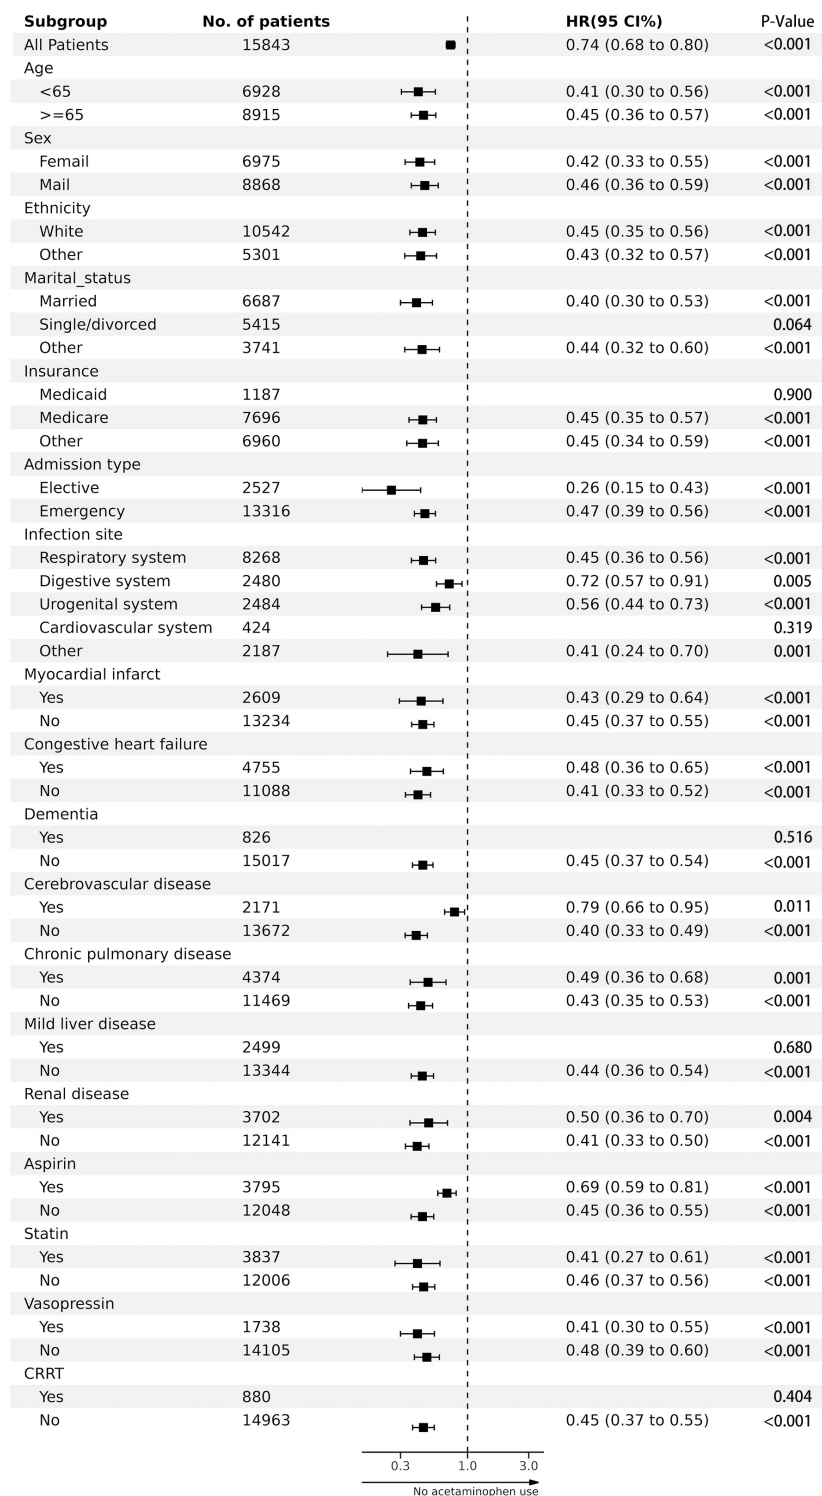 Subgroup No. of patients HR(95 CI%) P-Value
All Patients 15843 0.74 (0.68 to 0.80) <0.001
Age
<65 6928 0.41 (0.30 to 0.56) <0.001
>=65 8915 0.45 (0.36 to 0.57) <0.001
Sex
Femail 6975 0.42 (0.33 to 0.55) <0.001
Mail 8868 0.46 (0.36 to 0.59) <0.001
Ethnicity
White 10542 0.45 (0.35 to 0.56) <0.001
Other 5301 0.43 (0.32 to 0.57) <0.001
Marital_status
Married 6687 0.40 (0.30 to 0.53) <0.001
Single/divorced 5415 0.064
Other 3741 0.44 (0.32 to 0.60) <0.001
Insurance
Medicaid 1187 0.900
Medicare 7696 0.45 (0.35 to 0.57) <0.001
Other 6960 0.45 (0.34 to 0.59) <0.001
Admission type
Elective 2527 0.26 (0.15 to 0.43) <0.001
Emergency 13316 0.47 (0.39 to 0.56) <0.001
Infection site
Respiratory system 8268 0.45 (0.36 to 0.56) <0.001
Digestive system 2480 0.72 (0.57 to 0.91) 0.005
Urogenital system 2484 0.56 (0.44 to 0.73) <0.001
Cardiovascular system 424 0.319
Other 2187 0.41 (0.24 to 0.70) 0.001
Myocardial infarct
Yes 2609 0.43 (0.29 to 0.64) <0.001
No 13234 0.45 (0.37 to 0.55) <0.001
Congestive heart failure
Yes 4755 0.48 (0.36 to 0.65) <0.001
No 11088 0.41 (0.33 to 0.52) <0.001
Dementia
Yes 826 0.516
No 15017 0.45 (0.37 to 0.54) <0.001
Cerebrovascular disease
Yes 2171 0.79 (0.66 to 0.95) 0.011
No 13672 0.40 (0.33 to 0.49) <0.001
Chronic pulmonary disease
Yes 4374 0.49 (0.36 to 0.68) 0.001
No 11469 0.43 (0.35 to 0.53) <0.001
Mild liver disease
Yes 2499 0.680
No 13344 0.44 (0.36 to 0.54) <0.001
Renal disease
Yes 3702 0.50 (0.36 to 0.70) 0.004
No 12141 0.41 (0.33 to 0.50) <0.001
Aspirin
Yes 3795 0.69 (0.59 to 0.81) <0.001
No 12048 0.45 (0.36 to 0.55) <0.001
Statin
Yes 3837 0.41 (0.27 to 0.61) <0.001
No 12006 0.46 (0.37 to 0.56) <0.001
Vasopressin
Yes 1738 0.41 (0.30 to 0.55) <0.001
No 14105 0.48 (0.39 to 0.60) <0.001
CRRT
Yes 880 0.404
No 14963 0.45 (0.37 to 0.55) <0.001
0.3 1.0 3.0
No acetaminophen use